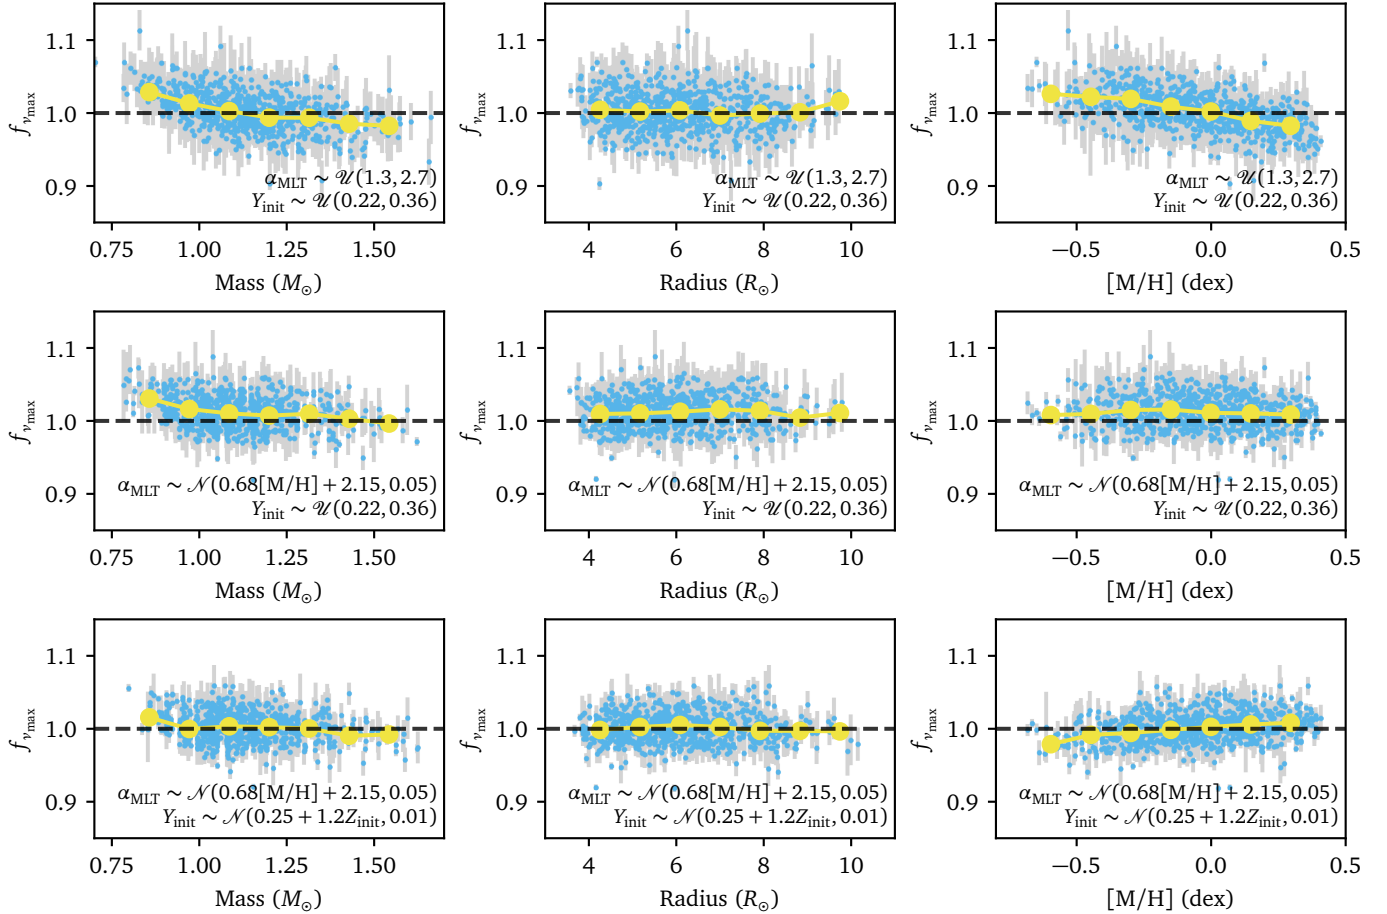 1.1
1.0
0.9
f_{ν_max}
α_MLT ∼ 𝒰(1.3, 2.7)
Y_init ∼ 𝒰(0.22, 0.36)
0.75 1.00 1.25 1.50
Mass (M_⊙)
1.1
1.0
0.9
f_{ν_max}
α_MLT ∼ 𝒰(1.3, 2.7)
Y_init ∼ 𝒰(0.22, 0.36)
4 6 8 10
Radius (R_⊙)
1.1
1.0
0.9
f_{ν_max}
α_MLT ∼ 𝒰(1.3, 2.7)
Y_init ∼ 𝒰(0.22, 0.36)
−0.5 0.0 0.5
[M/H] (dex)
1.1
1.0
0.9
f_{ν_max}
α_MLT ∼ 𝒩(0.68[M/H] + 2.15, 0.05)
Y_init ∼ 𝒰(0.22, 0.36)
0.75 1.00 1.25 1.50
Mass (M_⊙)
1.1
1.0
0.9
f_{ν_max}
α_MLT ∼ 𝒩(0.68[M/H] + 2.15, 0.05)
Y_init ∼ 𝒰(0.22, 0.36)
4 6 8 10
Radius (R_⊙)
1.1
1.0
0.9
f_{ν_max}
α_MLT ∼ 𝒩(0.68[M/H] + 2.15, 0.05)
Y_init ∼ 𝒰(0.22, 0.36)
−0.5 0.0 0.5
[M/H] (dex)
1.1
1.0
0.9
f_{ν_max}
α_MLT ∼ 𝒩(0.68[M/H] + 2.15, 0.05)
Y_init ∼ 𝒩(0.25 + 1.2Z_init, 0.01)
0.75 1.00 1.25 1.50
Mass (M_⊙)
1.1
1.0
0.9
f_{ν_max}
α_MLT ∼ 𝒩(0.68[M/H] + 2.15, 0.05)
Y_init ∼ 𝒩(0.25 + 1.2Z_init, 0.01)
4 6 8 10
Radius (R_⊙)
1.1
1.0
0.9
f_{ν_max}
α_MLT ∼ 𝒩(0.68[M/H] + 2.15, 0.05)
Y_init ∼ 𝒩(0.25 + 1.2Z_init, 0.01)
−0.5 0.0 0.5
[M/H] (dex)